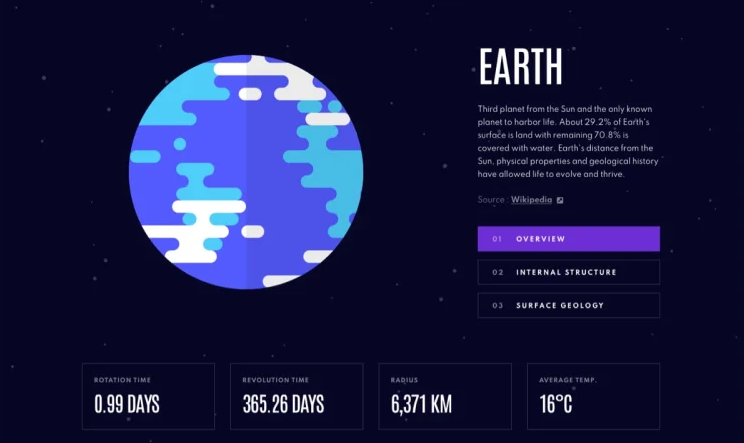 EARTH
Third planet from the Sun and the only known
planet to harbor life. About 29.2% of Earth's
surface is land with remaining 70.8% is
covered with water. Earth's distance from the
Sun, physical properties and geological history
have allowed life to evolve and thrive.
Source : Wikipedia
01 OVERVIEW
02 INTERNAL STRUCTURE
03 SURFACE GEOLOGY
ROTATION TIME
0.99 DAYS
REVOLUTION TIME
365.26 DAYS
RADIUS
6,371 KM
AVERAGE TEMP.
16°C